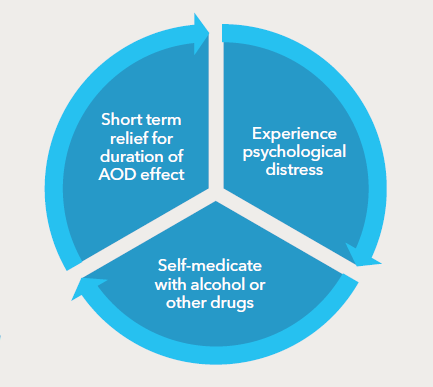 Short term
relief for
duration of
AOD effect
Experience
psychological
distress
Self-medicate
with alcohol or
other drugs